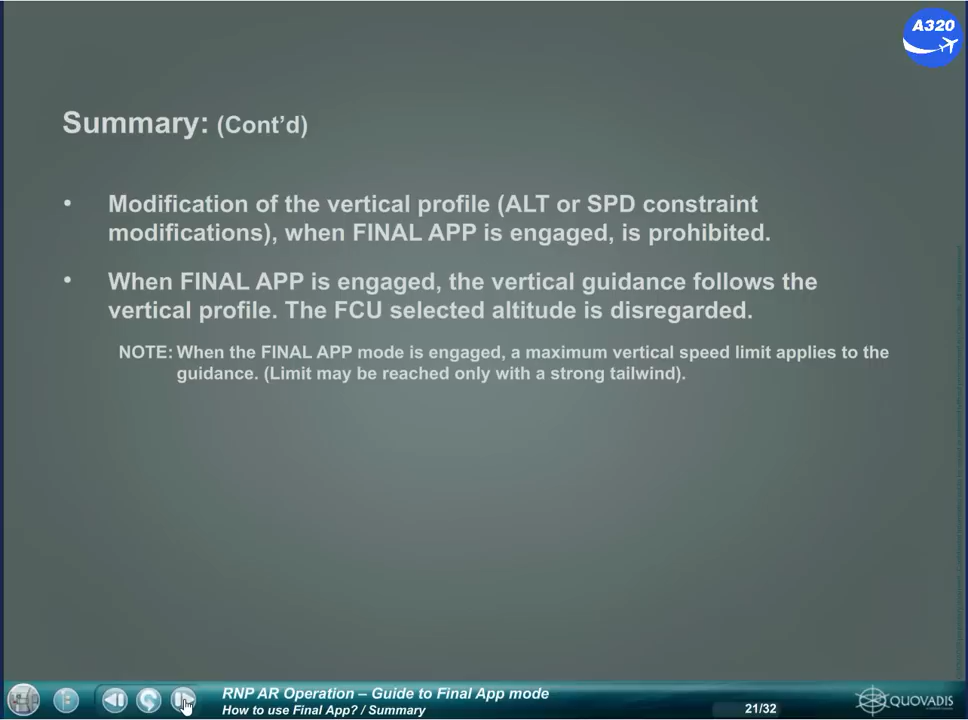 A320
Summary: (Cont’d)
• Modification of the vertical profile (ALT or SPD constraint
modifications), when FINAL APP is engaged, is prohibited.
• When FINAL APP is engaged, the vertical guidance follows the
vertical profile. The FCU selected altitude is disregarded.
NOTE: When the FINAL APP mode is engaged, a maximum vertical speed limit applies to the
guidance. (Limit may be reached only with a strong tailwind).
RNP AR Operation – Guide to Final App mode
How to use Final App? / Summary
21/32
QUOVADIS